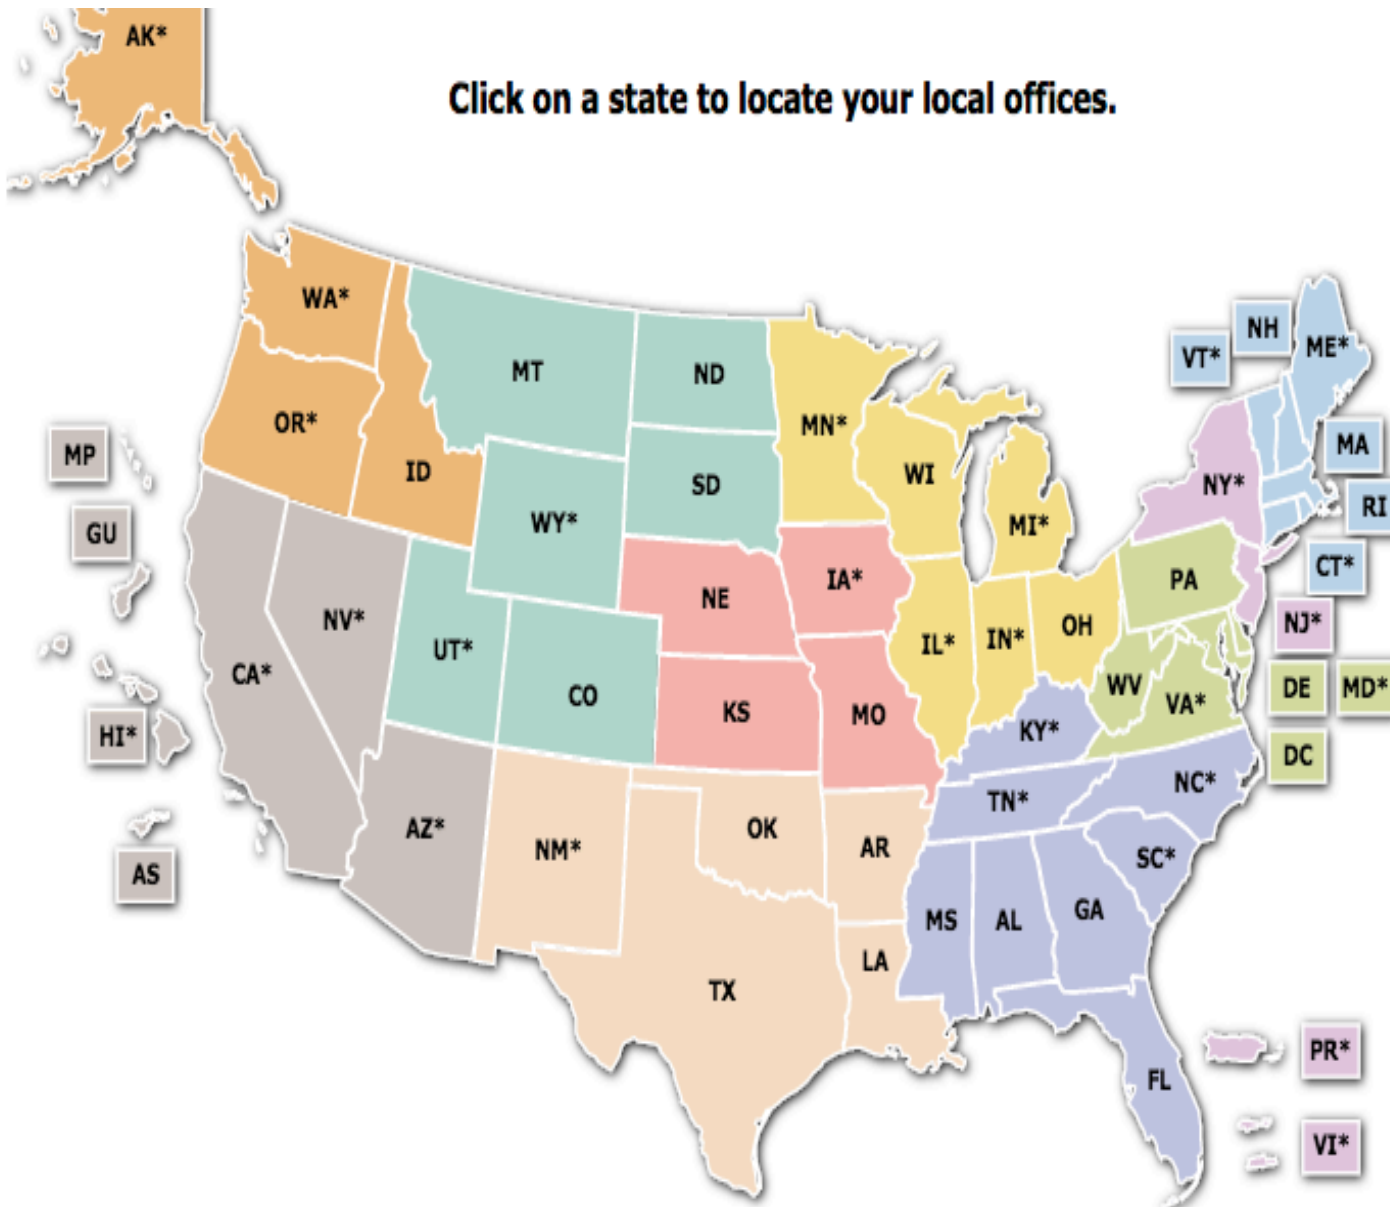 AK*
Click on a state to locate your local offices.
WA*
NH
VT*
ME*
MT
ND
OR*
MN*
MA
MP
ID
WI
SD
NY*
RI
WY*
MI*
GU
CT*
IA*
PA
NE
NV*
NJ*
OH
IN*
IL*
UT*
CA*
WV
DE
MD*
CO
VA*
KS
MO
HI*
KY*
DC
NC*
TN*
AZ*
OK
NM*
AR
SC*
AS
GA
MS
AL
LA
TX
PR*
FL
VI*